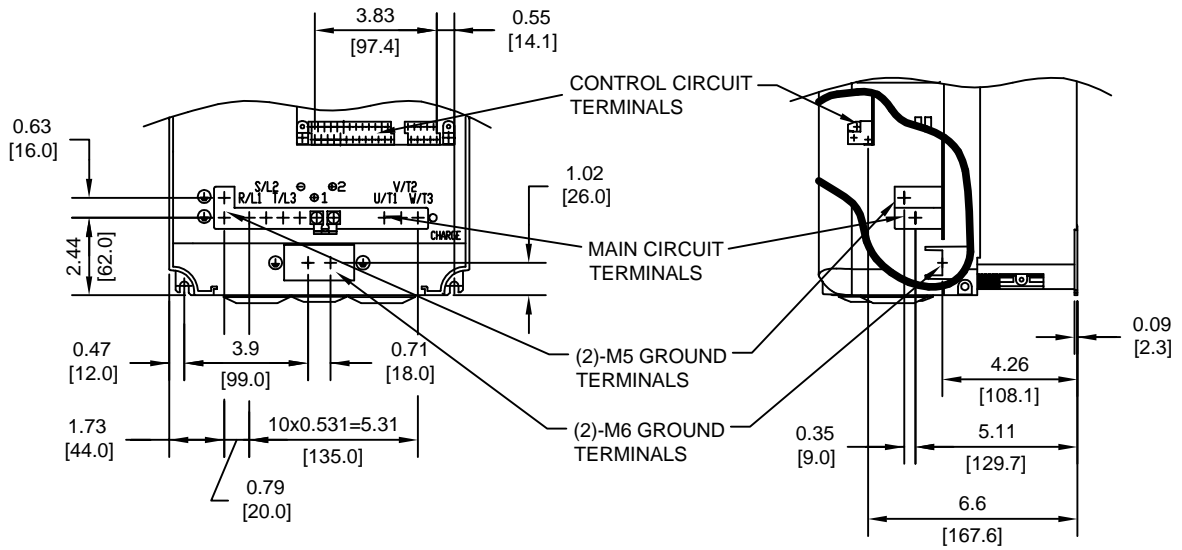 3.83
[97.4]
0.55
[14.1]
CONTROL CIRCUIT
TERMINALS
0.63
[16.0]
1.02
[26.0]
S/L2 ⊖ ⊕2 V/T2
R/L1 T/L3 ⊕1 U/T1 W/T3
CHARGE
2.44
[62.0]
MAIN CIRCUIT
TERMINALS
0.47
[12.0]
3.9
[99.0]
0.71
[18.0]
(2)-M5 GROUND
TERMINALS
0.09
[2.3]
4.26
[108.1]
1.73
[44.0]
10x0.531=5.31
[135.0]
(2)-M6 GROUND
TERMINALS
0.35
[9.0]
5.11
[129.7]
0.79
[20.0]
6.6
[167.6]